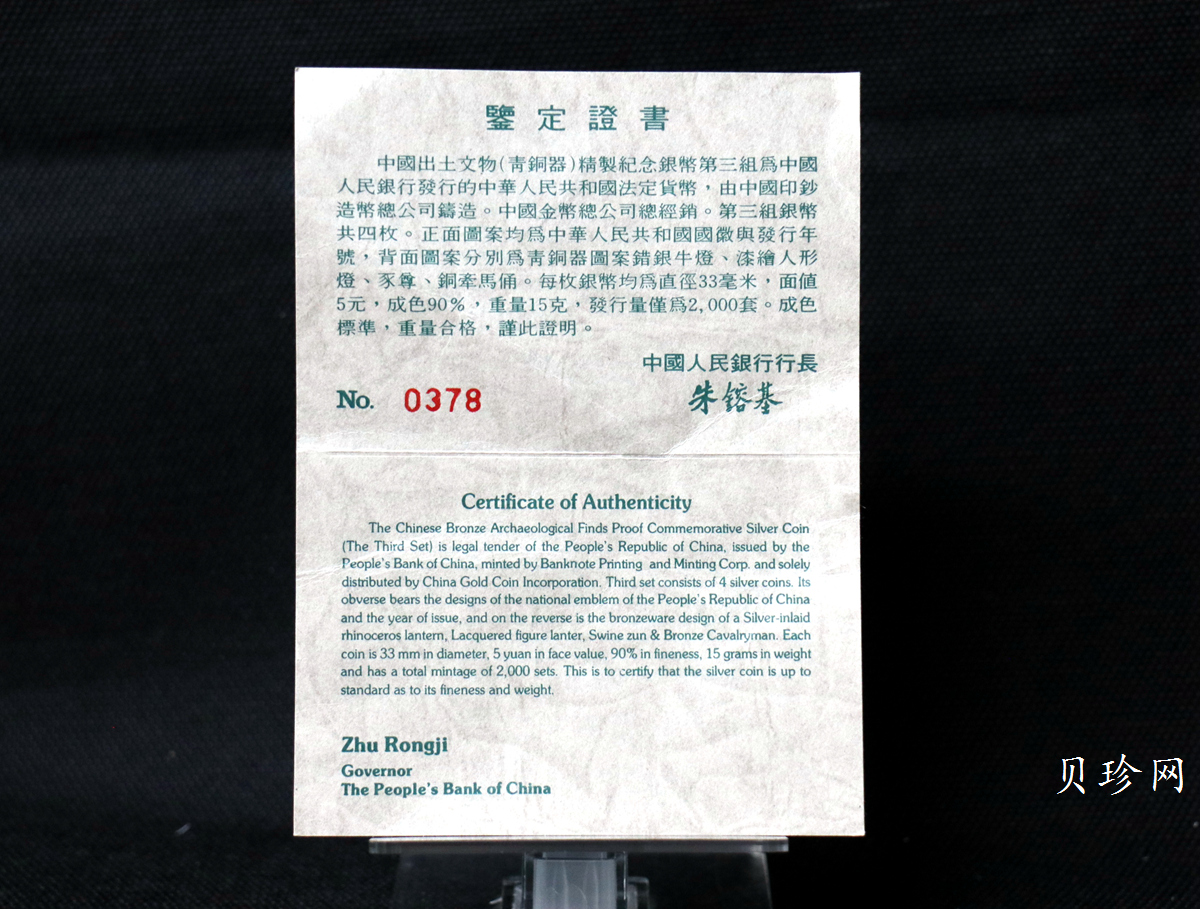 鑒定證書
中國出土文物(青銅器)精製紀念銀幣第三組爲中國
人民銀行發行的中華人民共和國法定貨幣，由中國印鈔
造幣總公司鑄造。中國金幣總公司總經銷。第三組銀幣
共四枚。正面圖案均爲中華人民共和國國徽與發行年
號，背面圖案分別爲青銅器圖案錯銀牛燈、漆繪人形
燈、豕尊、銅牽馬俑。每枚銀幣均爲直徑33毫米，面值
5元，成色90%，重量15克，發行量僅爲2,000套。成色
標準，重量合格，謹此證明。
中國人民銀行行長
No. 0378 朱鎔基
Certificate of Authenticity
The Chinese Bronze Archaeological Finds Proof Commemorative Silver Coin
(The Third Set) is legal tender of the People's Republic of China, issued by the
People's Bank of China, minted by Banknote Printing and Minting Corp. and solely
distributed by China Gold Coin Incorporation. Third set consists of 4 silver coins. Its
obverse bears the designs of the national emblem of the People's Republic of China
and the year of issue, and on the reverse is the bronzeware design of a Silver-inlaid
rhinoceros lantern, Lacquered figure lanter, Swine zun & Bronze Cavalryman. Each
coin is 33 mm in diameter, 5 yuan in face value, 90% in fineness, 15 grams in weight
and has a total mintage of 2,000 sets. This is to certify that the silver coin is up to
standard as to its fineness and weight.
Zhu Rongji
Governor
The People's Bank of China
贝珍网